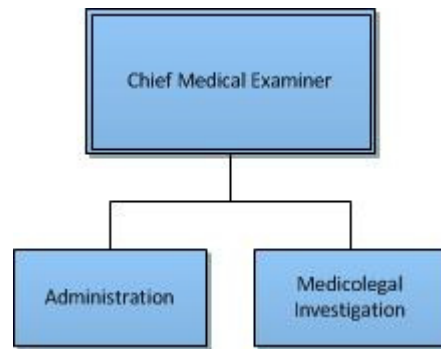 Chief Medical Examiner
Administration
Medicolegal
Investigation